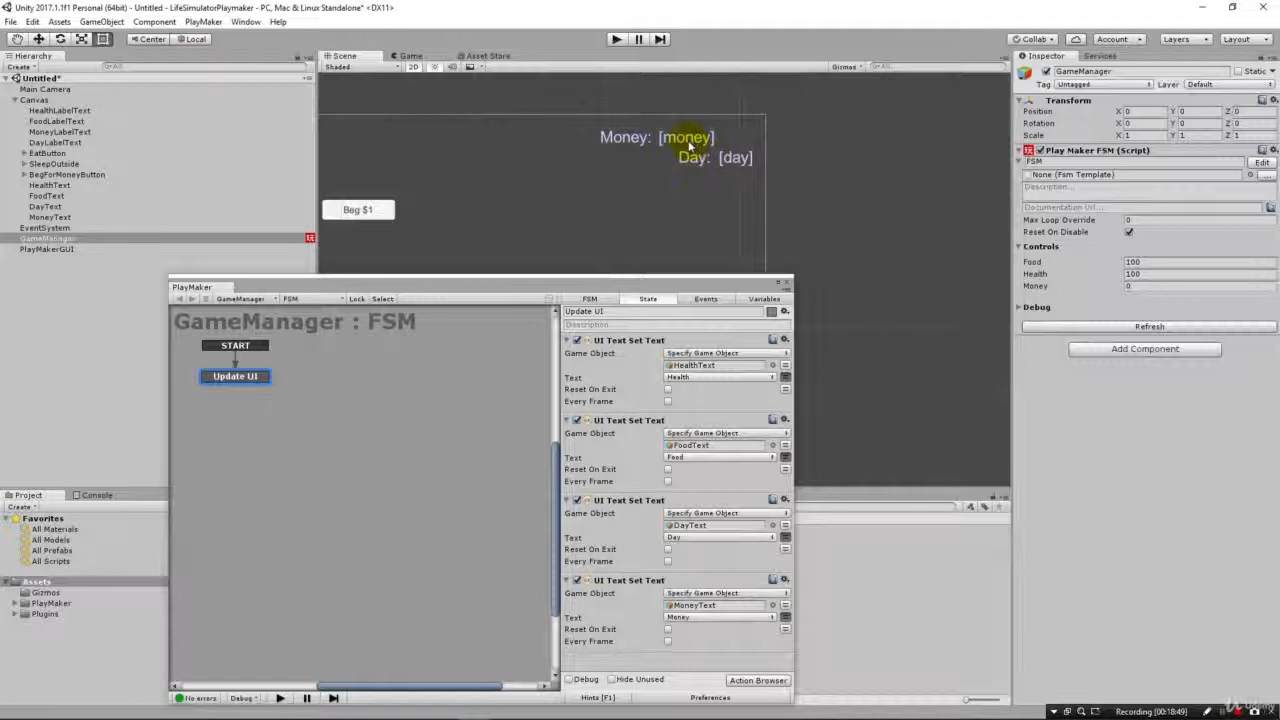 Unity 2017.1.1f1 Personal (64bit) - Untitled - LifeSimulatorPlaymaker - PC, Mac & Linux Standalone* <DX11>
File Edit Assets GameObject Component PlayMaker Window Help
Center Local Collab Account Layers Layout
Hierarchy
Create All
Untitled*
Main Camera
Canvas
HealthLabelText
FoodLabelText
MoneyLabelText
DayLabelText
EatButton
SleepOutside
BegForMoneyButton
HealthText
FoodText
DayText
MoneyText
EventSystem
GameManager
PlayMakerGUI
Scene Game Asset Store
Shaded 2D Gizmos All
Money: [money]
Day: [day]
Beg $1
Inspector Services
GameManager Static
Tag Untagged Layer Default
Transform
Position X 0 Y 0 Z 0
Rotation X 0 Y 0 Z 0
Scale X 1 Y 1 Z 1
Play Maker FSM (Script)
FSM Edit
None (Fsm Template) ...
Description...
Documentation Url...
Max Loop Override 0
Reset On Disable
Controls
Food 100
Health 100
Money 0
Debug
Refresh
Add Component
PlayMaker
GameManager FSM Lock Select
FSM State Events Variables
GameManager : FSM
START
Update UI
Update UI
Description...
UI Text Set Text
Game Object Specify Game Object
HealthText
Text Health
Reset On Exit
Every Frame
UI Text Set Text
Game Object Specify Game Object
FoodText
Text Food
Reset On Exit
Every Frame
UI Text Set Text
Game Object Specify Game Object
DayText
Text Day
Reset On Exit
Every Frame
UI Text Set Text
Game Object Specify Game Object
MoneyText
Text Money
Reset On Exit
Every Frame
Debug Hide Unused Action Browser
No errors Debug Hints [F1] Preferences
Project Console
Create
Favorites
All Materials
All Models
All Prefabs
All Scripts
Assets
Gizmos
PlayMaker
Plugins
Recording [00:18:49]
Udemy